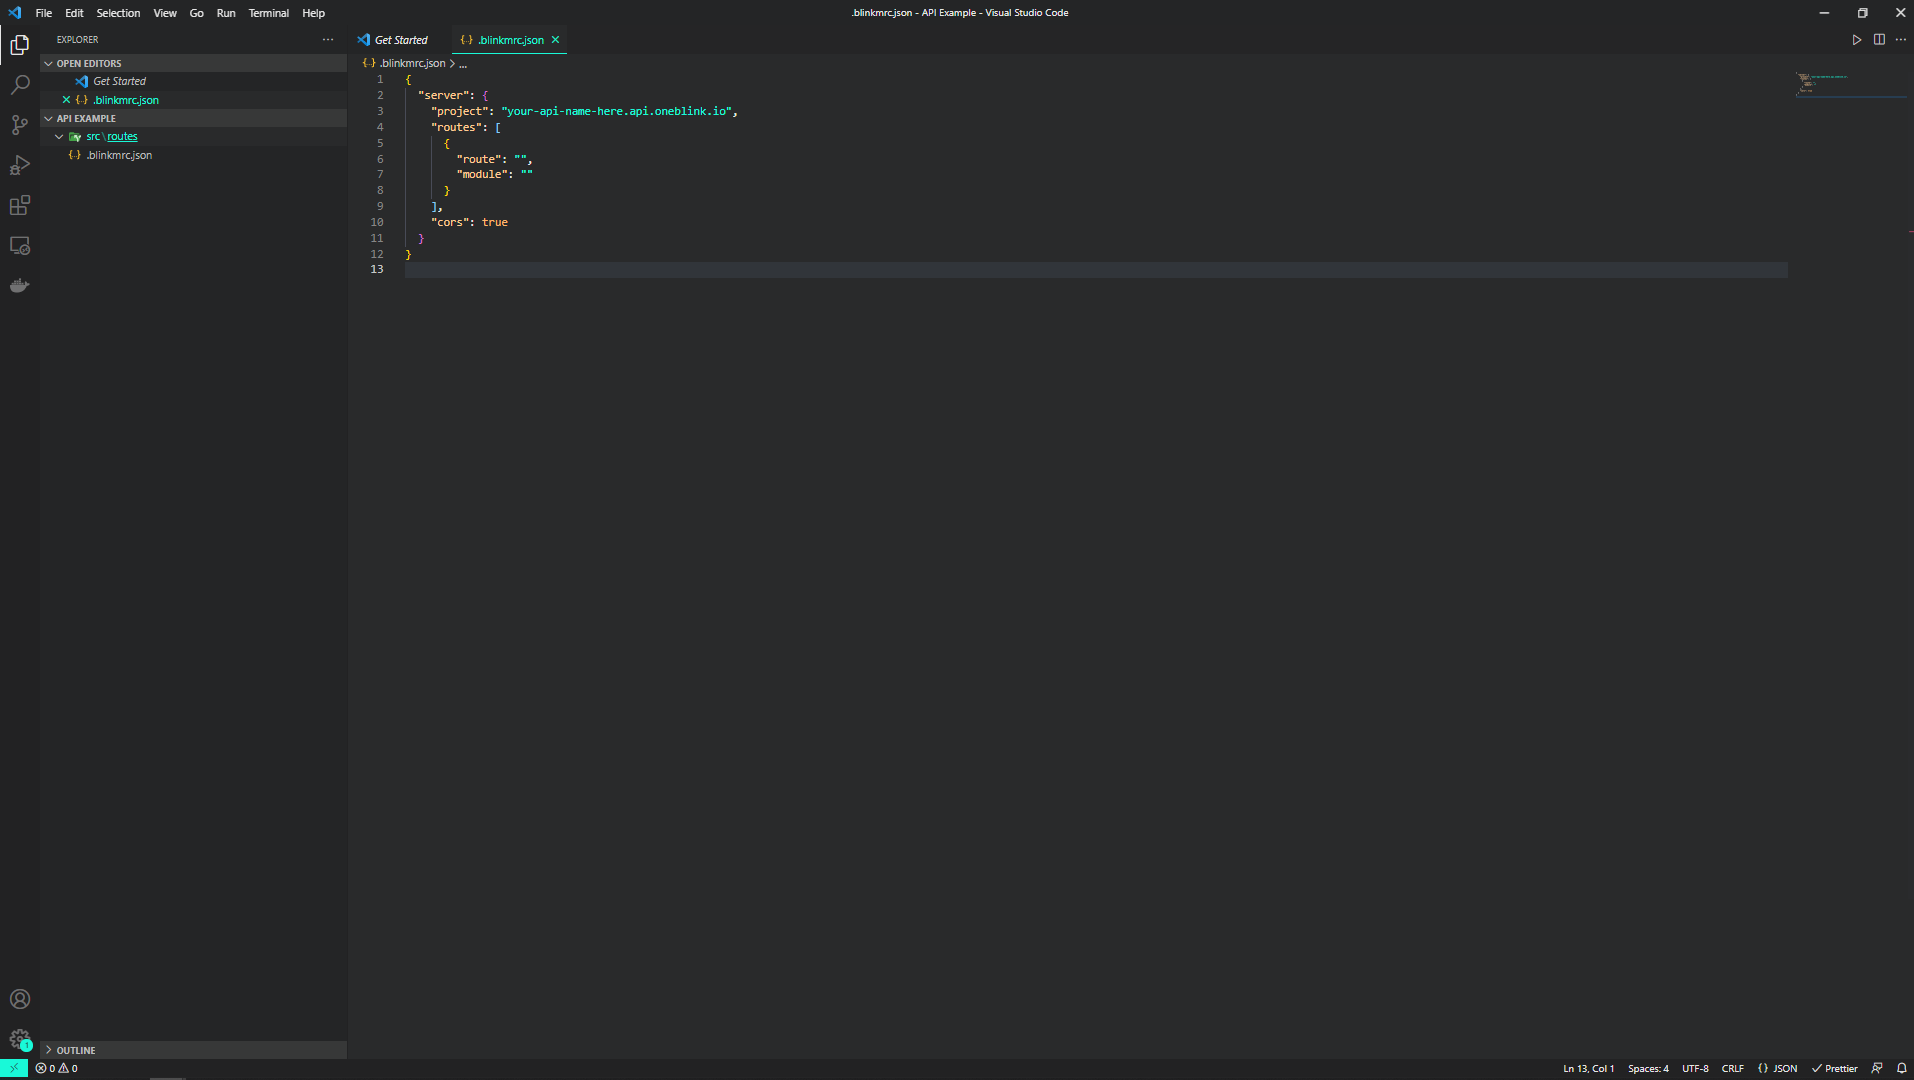 File Edit Selection View Go Run Terminal Help
.blinkmrc.json - API Example - Visual Studio Code
EXPLORER
OPEN EDITORS
Get Started
.blinkmrc.json
API EXAMPLE
src \ routes
.blinkmrc.json
Get Started
.blinkmrc.json
.blinkmrc.json > ...
1 {
2 "server": {
3 "project": "your-api-name-here.api.oneblink.io",
4 "routes": [
5 {
6 "route": "",
7 "module": ""
8 }
9 ],
10 "cors": true
11 }
12 }
13
1
OUTLINE
0 0
Ln 13, Col 1 Spaces: 4 UTF-8 CRLF {} JSON Prettier